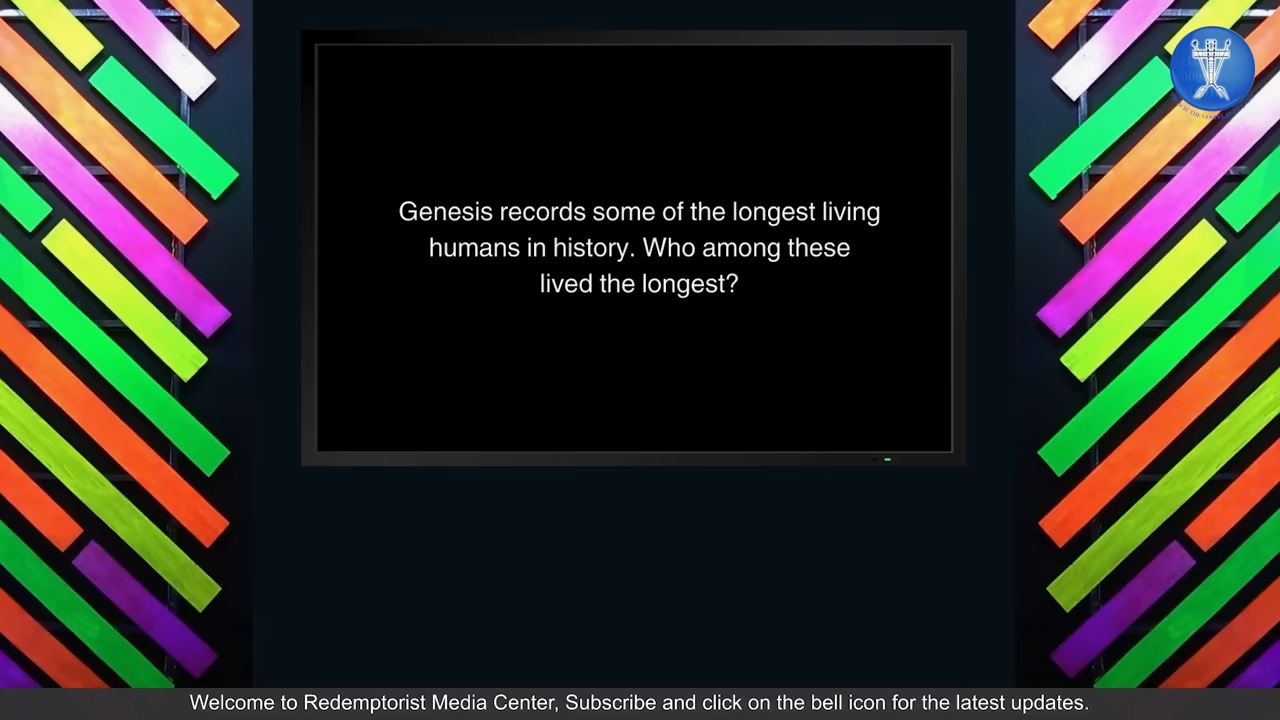 Genesis records some of the longest living
humans in history. Who among these
lived the longest?
Welcome to Redemptorist Media Center, Subscribe and click on the bell icon for the latest updates.